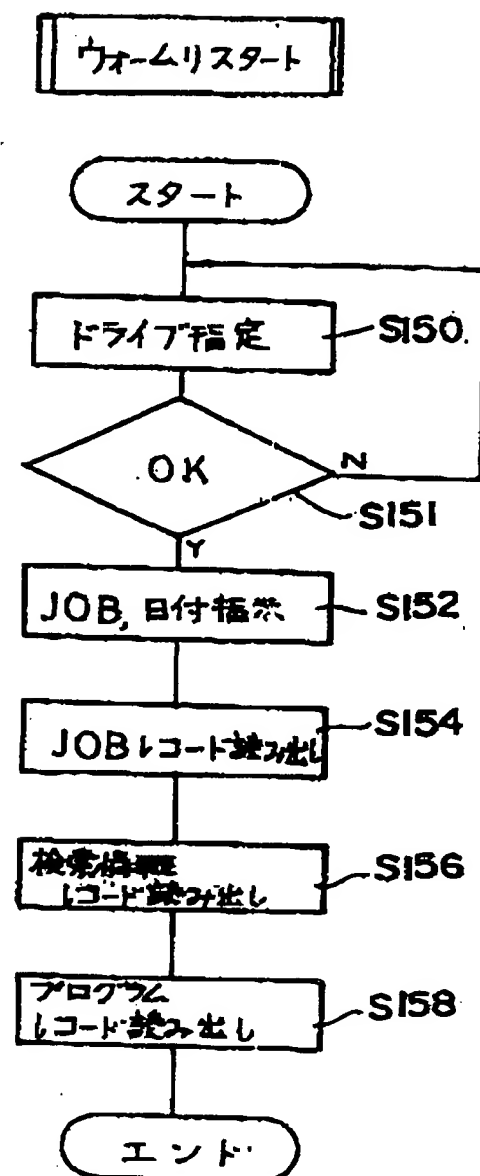 ウォームリスタート
スタート
ドライブ指定
S150
OK
N
S151
Y
JOB, 日付指示
S152
JOBレコード読み出し
S154
検索情報
レコード読み出し
S156
プログラム
レコード読み出し
S158
エンド